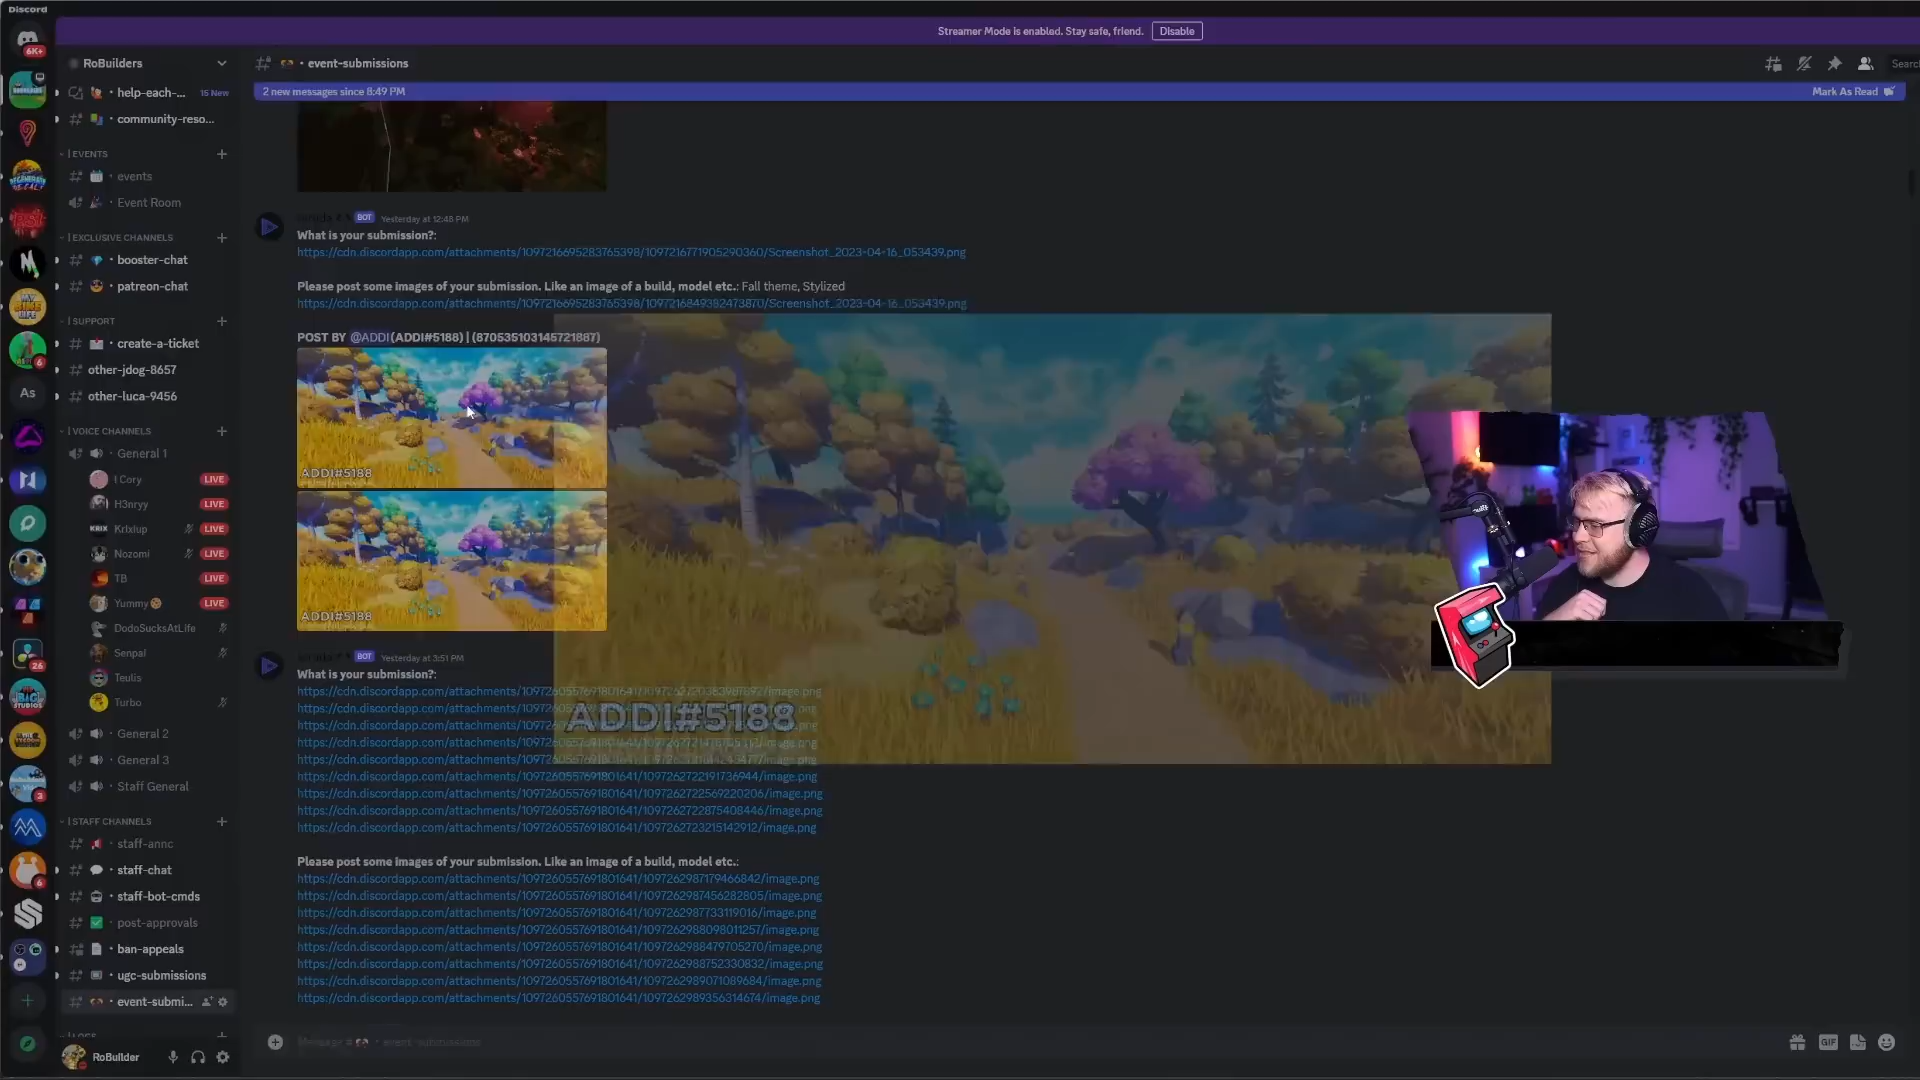 Discord
Streamer Mode is enabled. Stay safe, friend.
Disable
6K+
RoBuilders
• event-submissions
Search
2 new messages since 8:49 PM
Mark As Read
• help-each-...
15 New
• community-reso...
| EVENTS
• events
• Event Room
| EXCLUSIVE CHANNELS
• booster-chat
• patreon-chat
| SUPPORT
• create-a-ticket
other-jdog-8657
As
other-luca-9456
| VOICE CHANNELS
• General 1
I Cory
LIVE
H3nryy
LIVE
Krixiup
LIVE
Nozomi
LIVE
TB
LIVE
Yummy
LIVE
DodoSucksAtLife
Senpai
26
Teulis
Turbo
• General 2
• General 3
• Staff General
3
| STAFF CHANNELS
• staff-annc
• staff-chat
6
• staff-bot-cmds
• post-approvals
• ban-appeals
• ugc-submissions
• event-submi...
RoBuilder
BOT
Yesterday at 12:48 PM
What is your submission?:
https://cdn.discordapp.com/attachments/1097216695283765398/1097216771905290360/Screenshot_2023-04-16_053439.png
Please post some images of your submission. Like an image of a build, model etc.: Fall theme, Stylized
https://cdn.discordapp.com/attachments/1097216695283765398/1097216849382473870/Screenshot_2023-04-16_053439.png
POST BY @ADDI(ADDI#5188) | (870535103145721887)
ADDI#5188
ADDI#5188
BOT
Yesterday at 3:51 PM
What is your submission?:
ADDI#5188
https://cdn.discordapp.com/attachments/1097260557691801641/1097262722191736944/image.png
https://cdn.discordapp.com/attachments/1097260557691801641/1097262722569220206/image.png
https://cdn.discordapp.com/attachments/1097260557691801641/1097262722875408446/image.png
https://cdn.discordapp.com/attachments/1097260557691801641/1097262723215142912/image.png
Please post some images of your submission. Like an image of a build, model etc.:
https://cdn.discordapp.com/attachments/1097260557691801641/1097262987179466842/image.png
https://cdn.discordapp.com/attachments/1097260557691801641/1097262987456282805/image.png
https://cdn.discordapp.com/attachments/1097260557691801641/1097262987733119016/image.png
https://cdn.discordapp.com/attachments/1097260557691801641/1097262988098011257/image.png
https://cdn.discordapp.com/attachments/1097260557691801641/1097262988479705270/image.png
https://cdn.discordapp.com/attachments/1097260557691801641/1097262988752330832/image.png
https://cdn.discordapp.com/attachments/1097260557691801641/1097262989071089684/image.png
https://cdn.discordapp.com/attachments/1097260557691801641/1097262989356314674/image.png
GIF